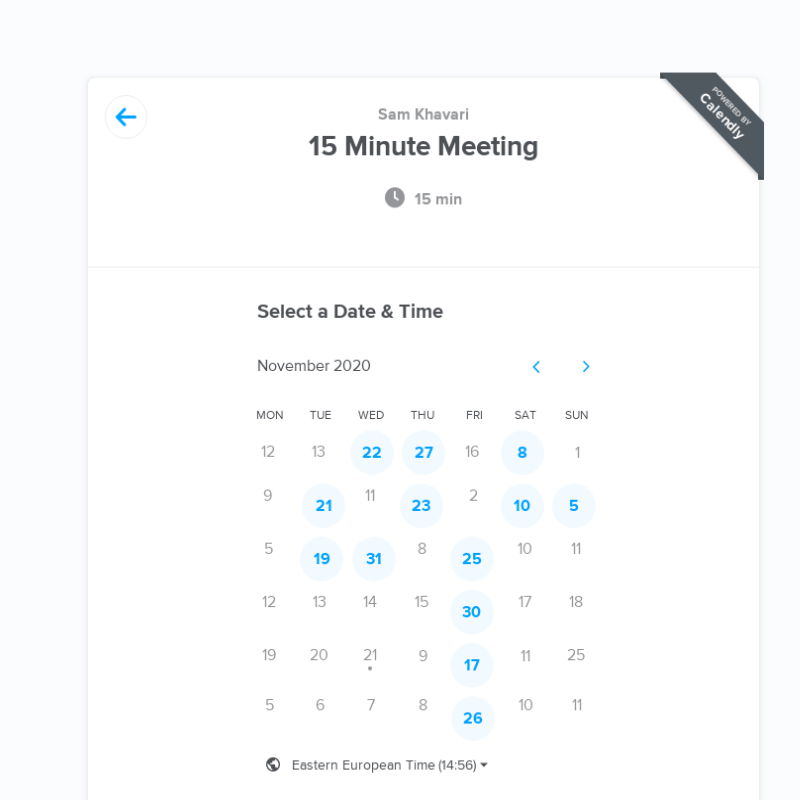 Sam Khavari
15 Minute Meeting
15 min
POWERED BY
Calendly
Select a Date & Time
November 2020
MON TUE WED THU FRI SAT SUN
12 13 22 27 16 8 1
9 21 11 23 2 10 5
5 19 31 8 25 10 11
12 13 14 15 30 17 18
19 20 21 9 17 11 25
5 6 7 8 26 10 11
Eastern European Time (14:56)